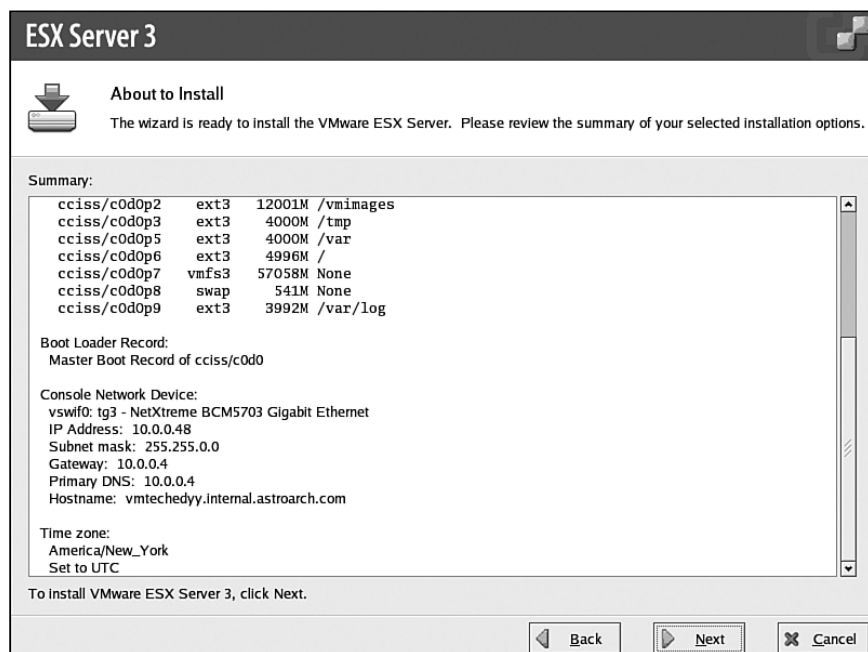 ESX Server 3
About to Install
The wizard is ready to install the VMware ESX Server. Please review the summary of your selected installation options.
Summary:
cciss/c0d0p2 ext3 12001M /vmimages
cciss/c0d0p3 ext3 4000M /tmp
cciss/c0d0p5 ext3 4000M /var
cciss/c0d0p6 ext3 4996M /
cciss/c0d0p7 vmfs3 57058M None
cciss/c0d0p8 swap 541M None
cciss/c0d0p9 ext3 3992M /var/log
Boot Loader Record:
Master Boot Record of cciss/c0d0
Console Network Device:
vswif0: tg3 - NetXtreme BCM5703 Gigabit Ethernet
IP Address: 10.0.0.48
Subnet mask: 255.255.0.0
Gateway: 10.0.0.4
Primary DNS: 10.0.0.4
Hostname: vmtechedyy.internal.astroarch.com
Time zone:
America/New_York
Set to UTC
To install VMware ESX Server 3, click Next.
Back Next Cancel